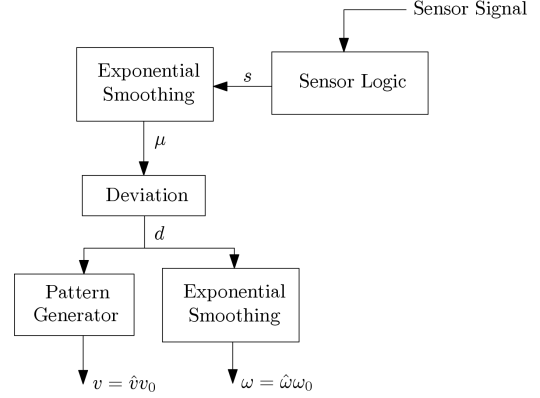 Sensor Signal
Exponential
Smoothing
s
Sensor Logic
μ
Deviation
d
Pattern
Generator
Exponential
Smoothing
v = v̂v₀
ω = ω̂ω₀